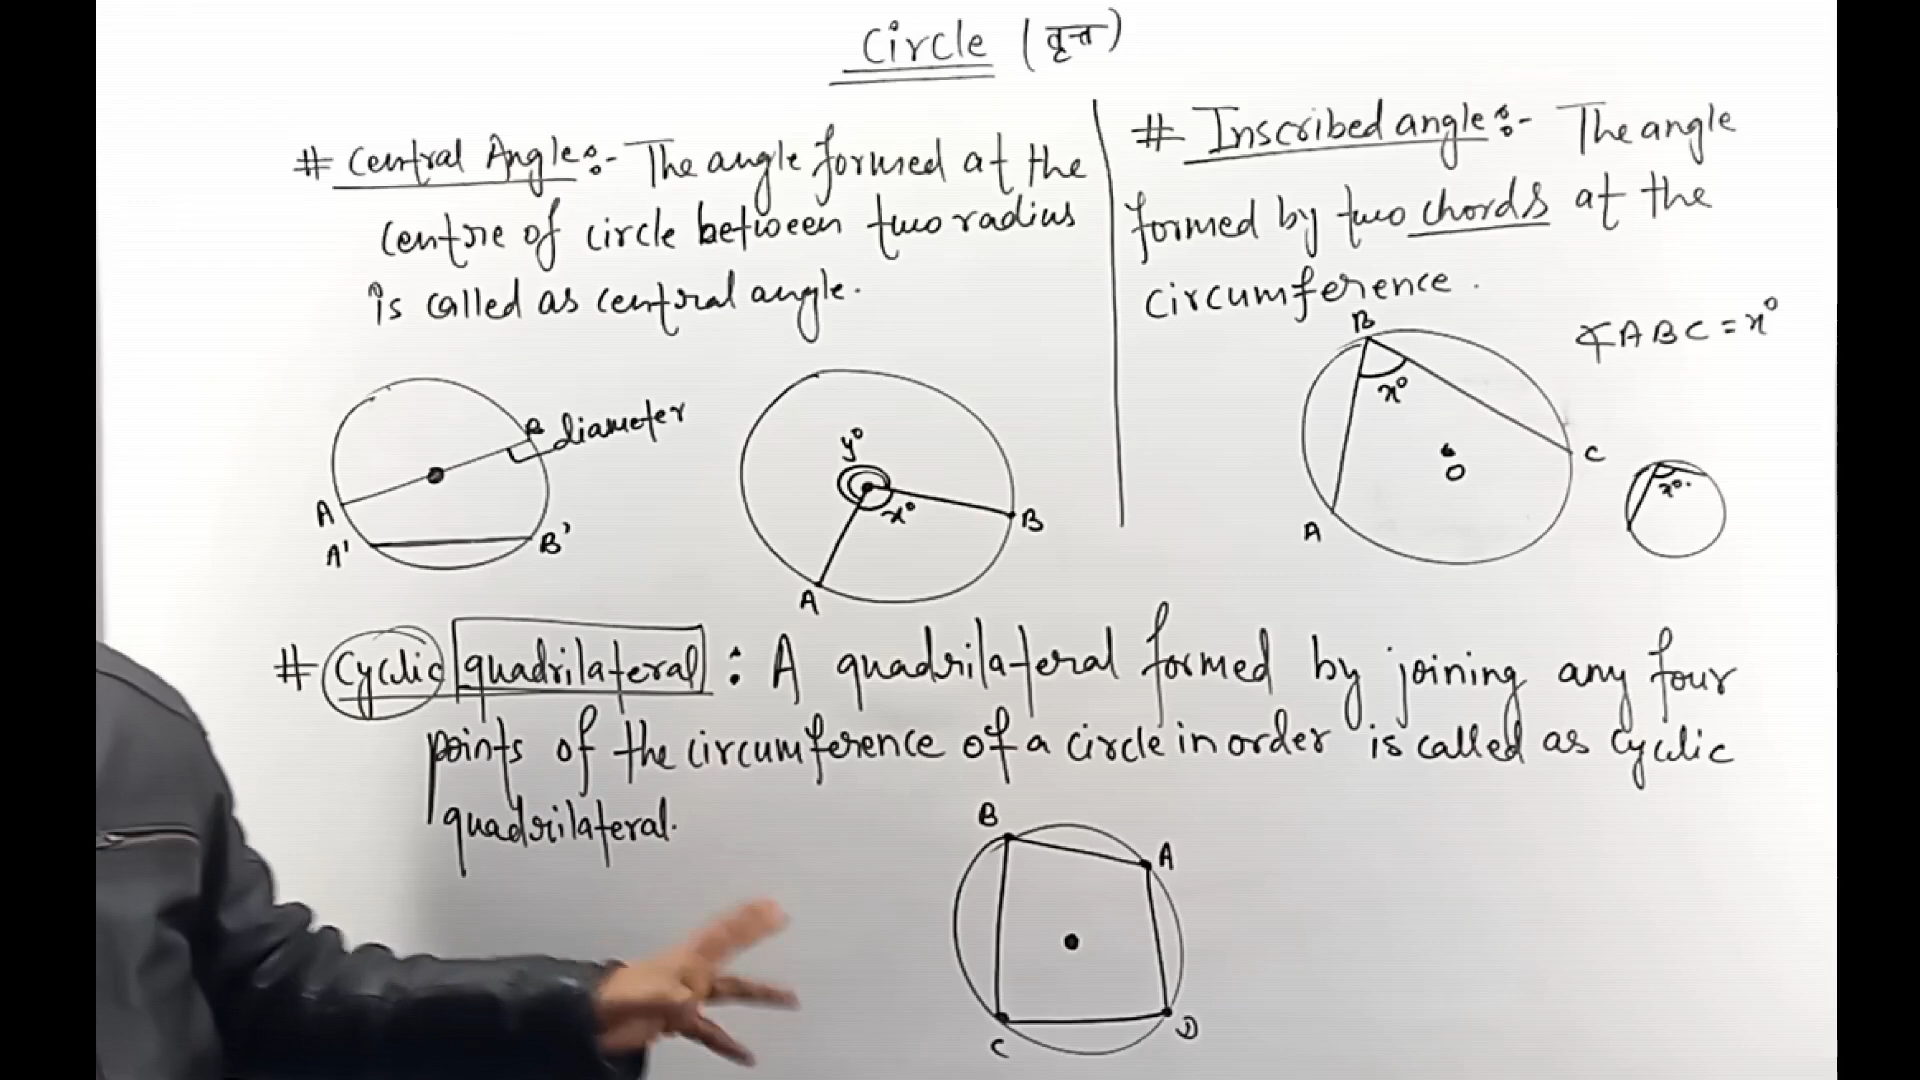 Circle (वृत्त)
# Central Angle:- The angle formed at the
centre of circle between two radius
is called as central angle.
# Inscribed angle:- The angle
formed by two chords at the
circumference.
∢ABC = x°
B
x°
C
O
A
x°
B
diameter
A
A'
B'
y°
x°
B
A
# Cyclic quadrilateral : A quadrilateral formed by joining any four
points of the circumference of a circle in order is called as cyclic
quadrilateral.
B
A
C
D